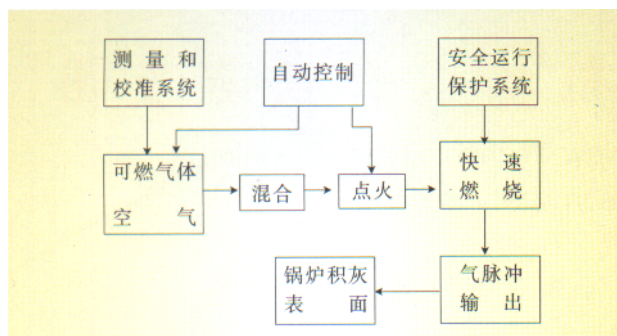 测量和
校准系统
自动控制
安全运行
保护系统
可燃气体
空气
混合
点火
快速
燃烧
锅炉积灰
表面
气脉冲
输出